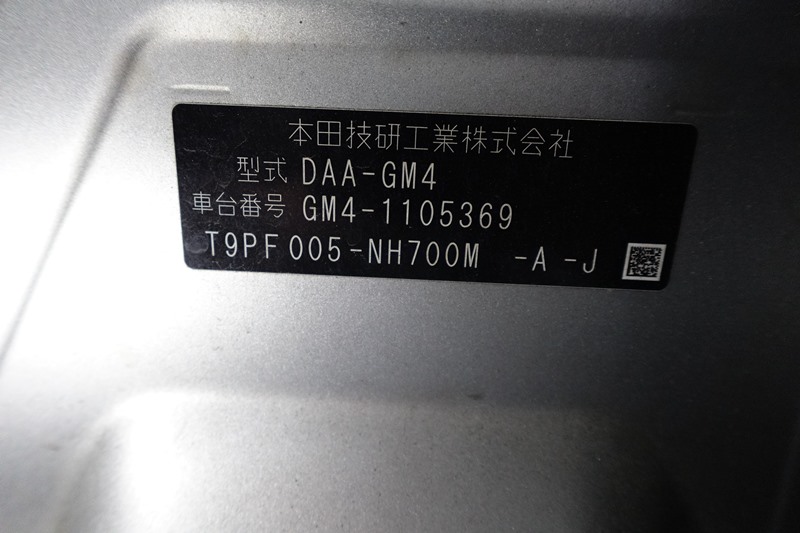 本田技研工業株式会社
型式 DAA-GM4
車台番号 GM4-1105369
T9PF005-NH700M -A -J